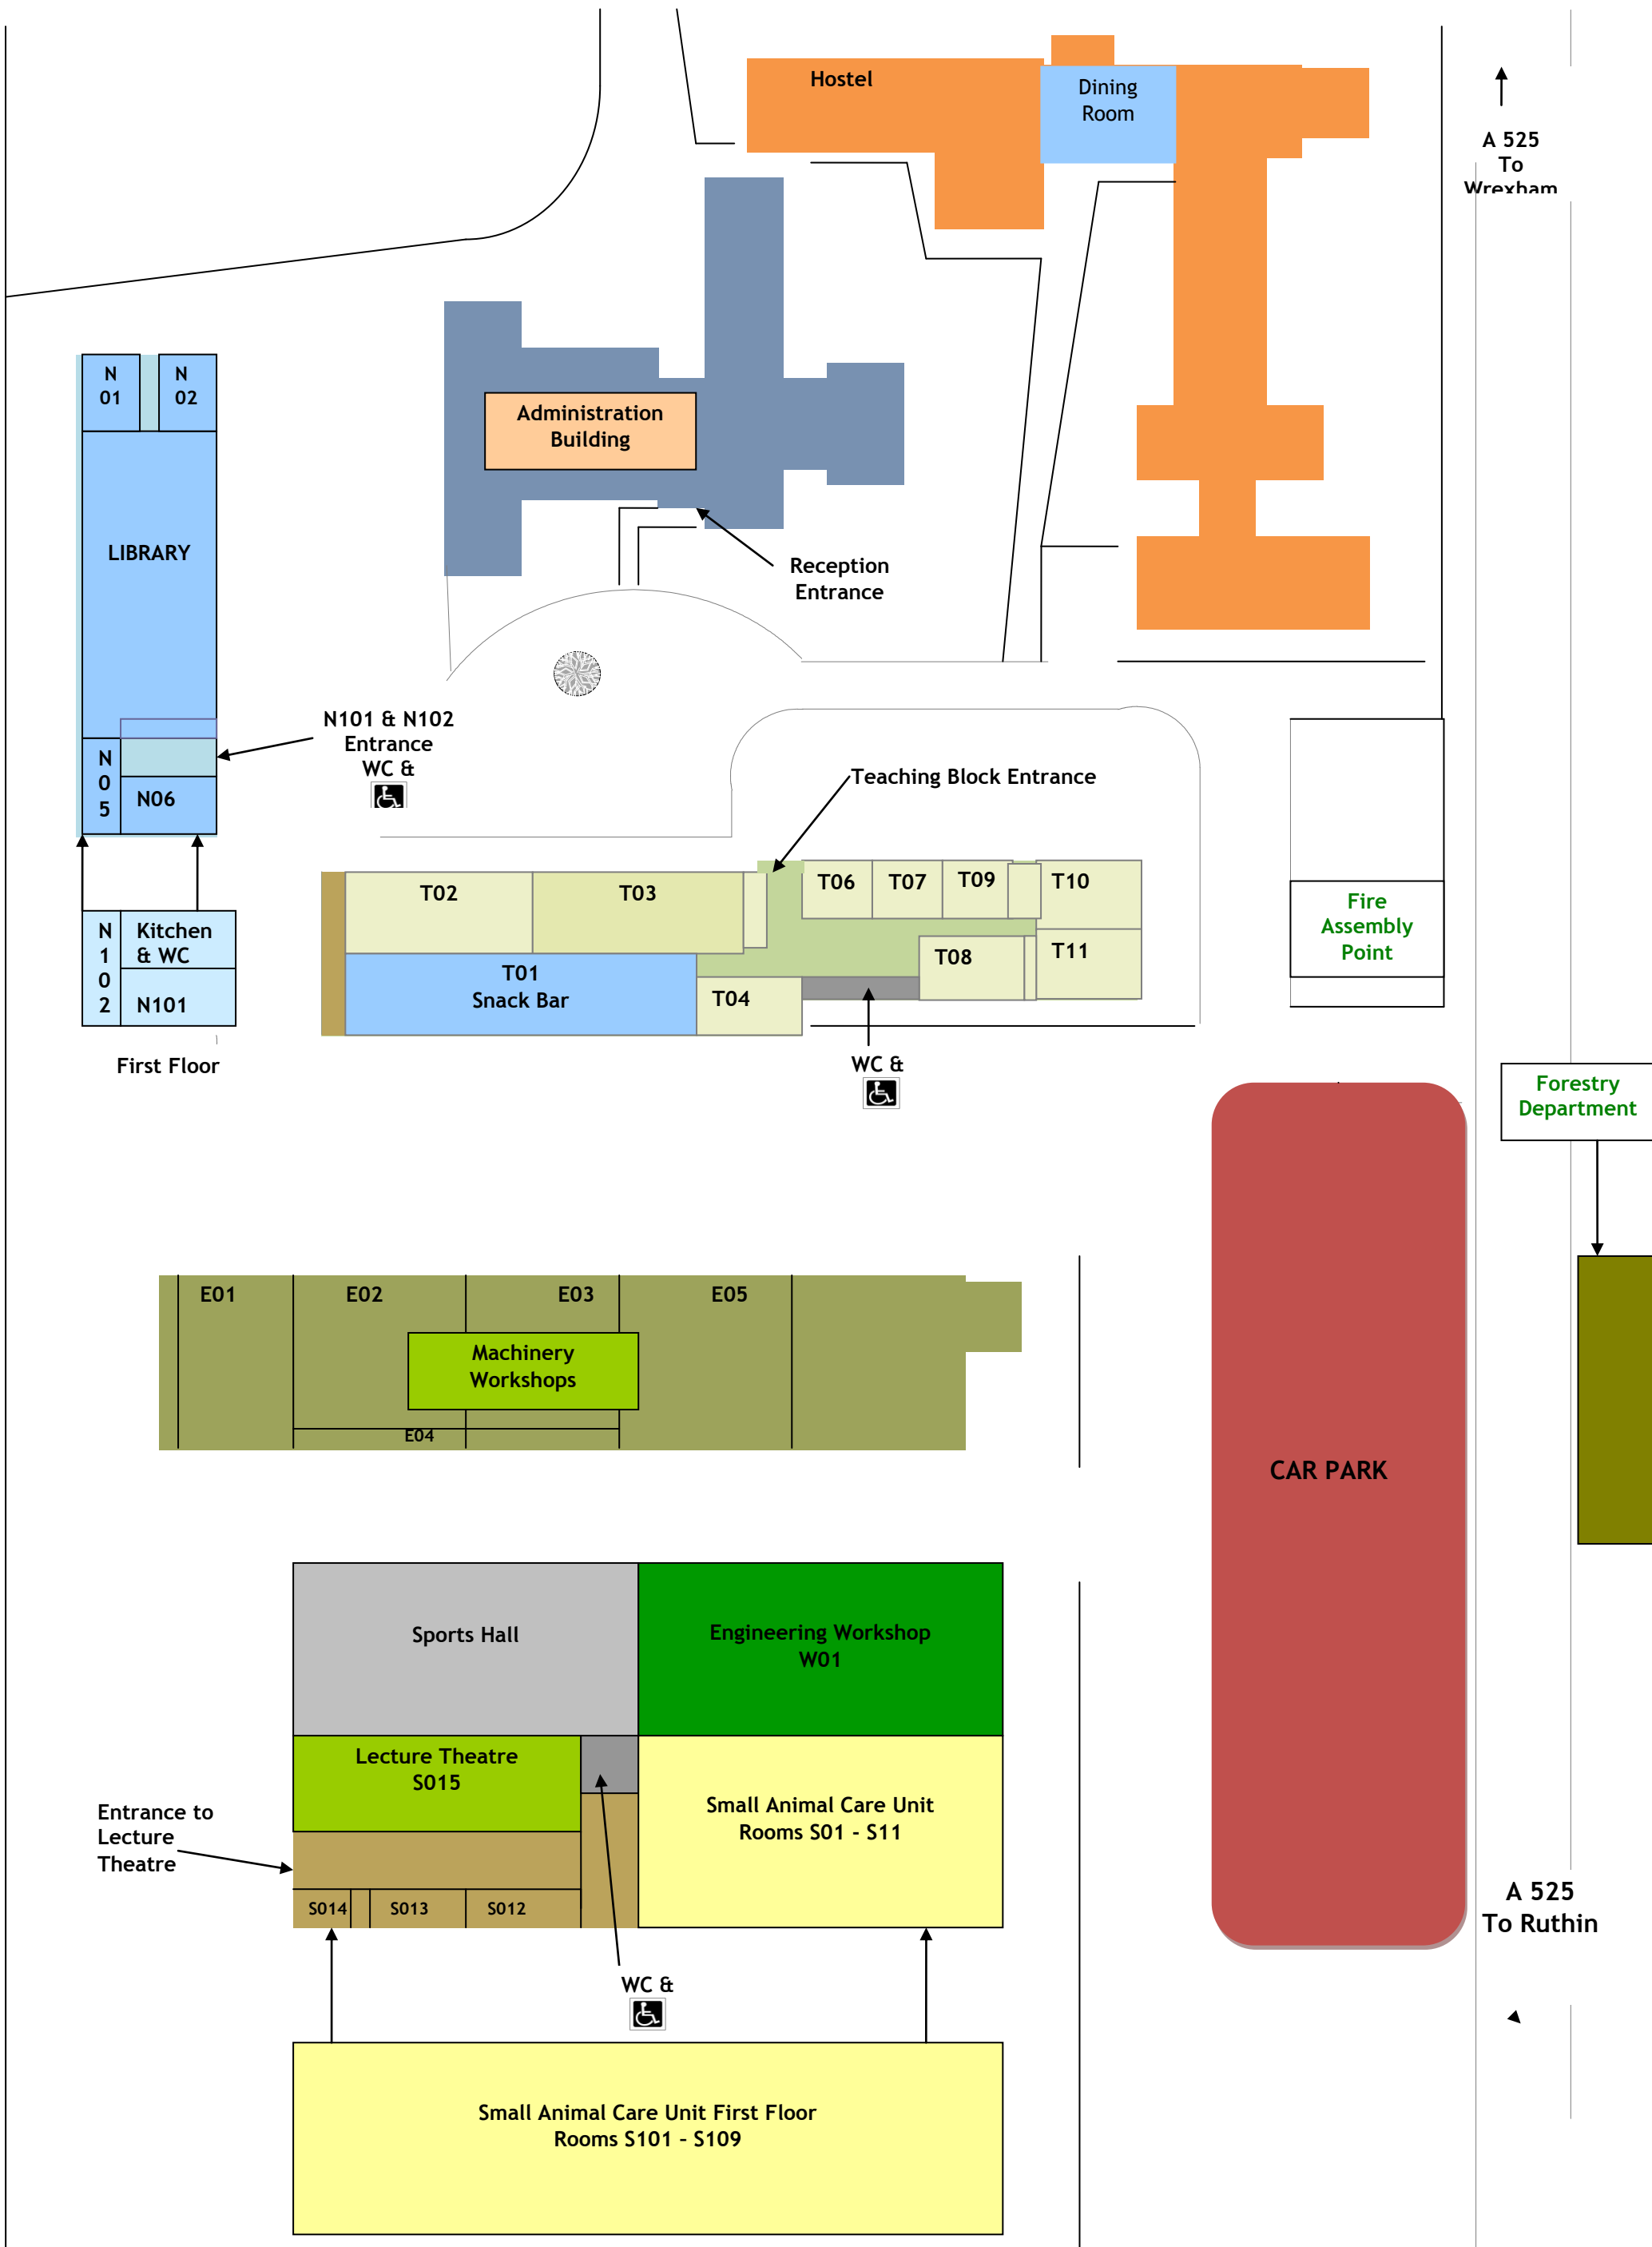 Hostel
Dining
Room
A 525
To
Wrexham
N
01
N
02
Administration
Building
LIBRARY
Reception
Entrance
N101 & N102
Entrance
WC &
N
0
5
N06
Teaching Block Entrance
T02
T03
T06
T07
T09
T10
T01
Snack Bar
T04
T08
T11
Fire
Assembly
Point
N
1
0
2
Kitchen
& WC
N101
First Floor
WC &
Forestry
Department
E01
E02
E03
E05
Machinery
Workshops
E04
CAR PARK
Sports Hall
Engineering Workshop
W01
Lecture Theatre
S015
Small Animal Care Unit
Rooms S01 - S11
Entrance to
Lecture
Theatre
S014
S013
S012
A 525
To Ruthin
WC &
Small Animal Care Unit First Floor
Rooms S101 – S109